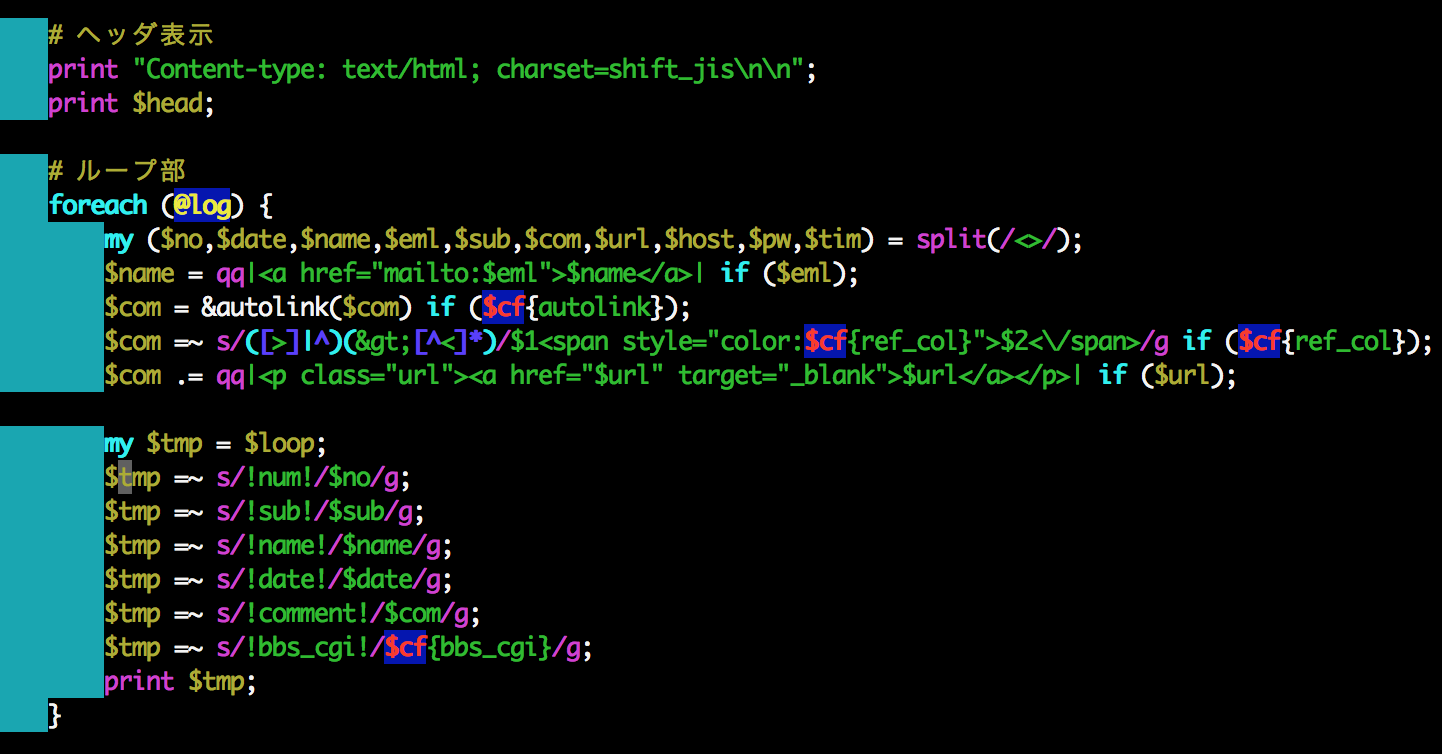 # ヘッダ表示
print "Content-type: text/html; charset=shift_jis\n\n";
print $head;
# ループ部
foreach (@log) {
my ($no,$date,$name,$eml,$sub,$com,$url,$host,$pw,$tim) = split(/<>/);
$name = qq|<a href="mailto:$eml">$name</a>| if ($eml);
$com = &autolink($com) if ($cf{autolink});
$com =~ s/([>]|^)(&gt;[^<]*)/$1<span style="color:$cf{ref_col}">$2<\/span>/g if ($cf{ref_col});
$com .= qq|<p class="url"><a href="$url" target="_blank">$url</a></p>| if ($url);
my $tmp = $loop;
$tmp =~ s/!num!/$no/g;
$tmp =~ s/!sub!/$sub/g;
$tmp =~ s/!name!/$name/g;
$tmp =~ s/!date!/$date/g;
$tmp =~ s/!comment!/$com/g;
$tmp =~ s/!bbs_cgi!/$cf{bbs_cgi}/g;
print $tmp;
}